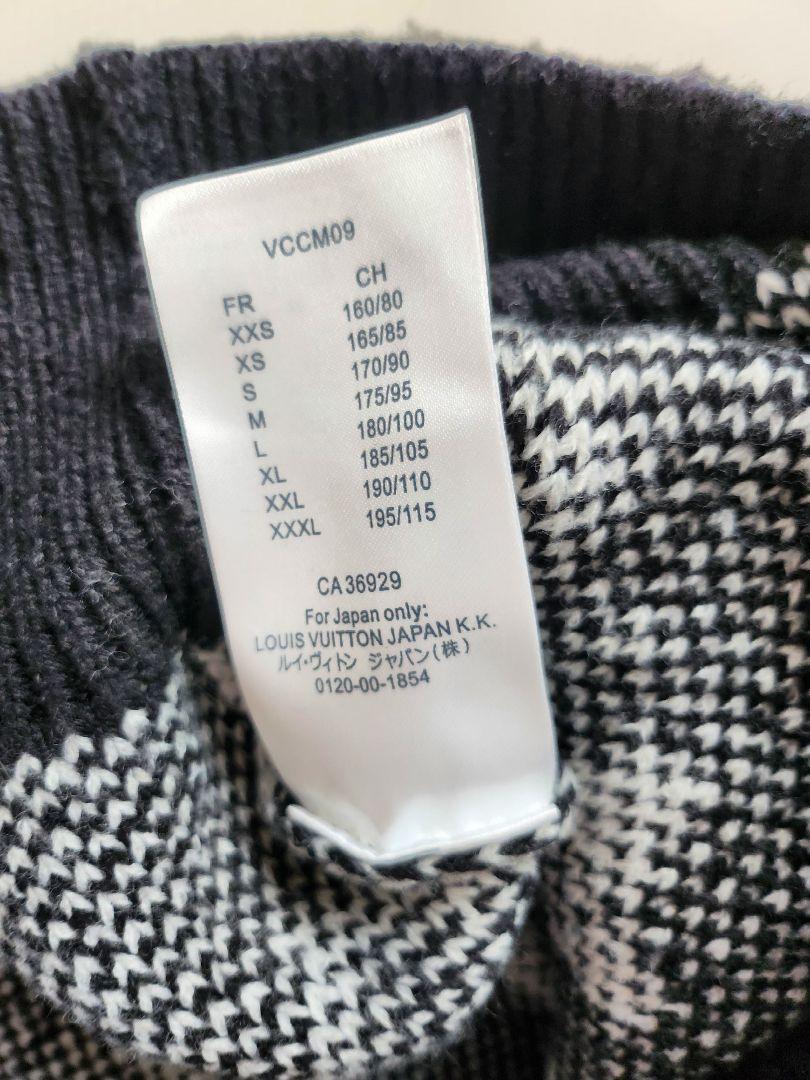 VCCM09
FR CH
XXS 160/80
XS 165/85
S 170/90
M 175/95
L 180/100
XL 185/105
XXL 190/110
XXXL 195/115
CA 36929
For Japan only:
LOUIS VUITTON JAPAN K.K.
ルイ・ヴィトン ジャパン(株)
0120-00-1854